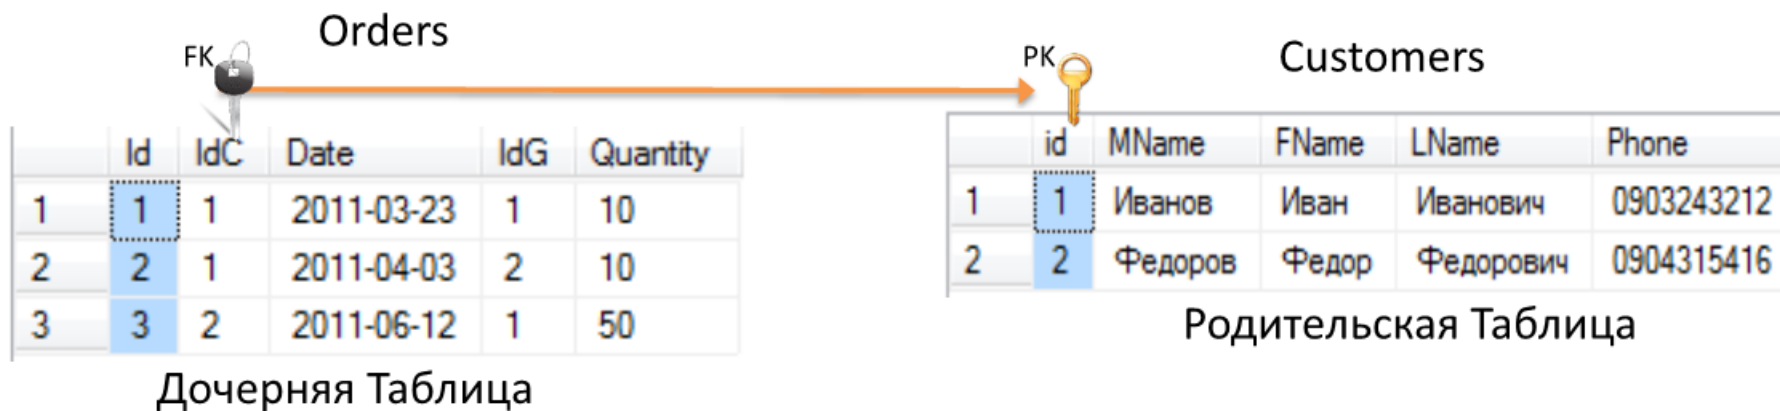 Orders
FK
Id IdC Date IdG Quantity
1 1 1 2011-03-23 1 10
2 2 1 2011-04-03 2 10
3 3 2 2011-06-12 1 50
Дочерняя Таблица
PK
Customers
id MName FName LName Phone
1 1 Иванов Иван Иванович 0903243212
2 2 Федоров Федор Федорович 0904315416
Родительская Таблица